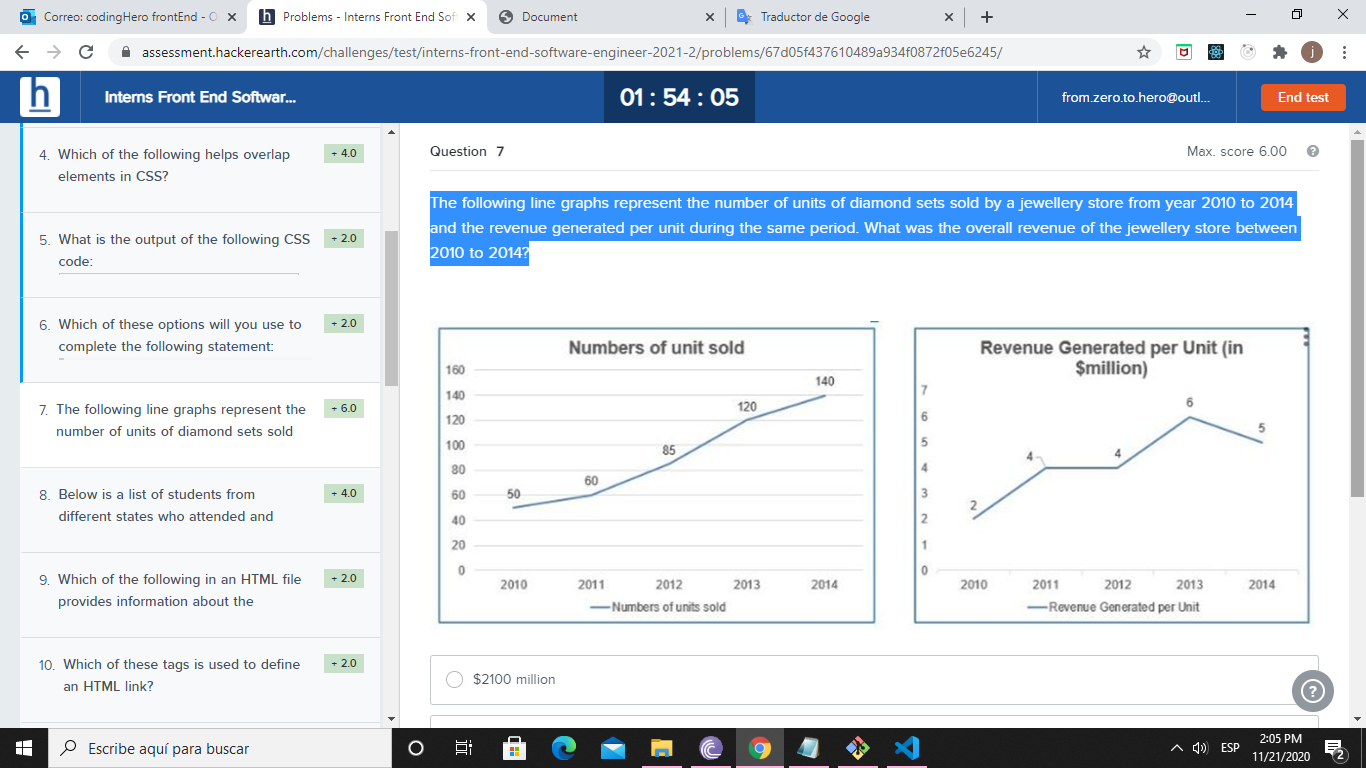 Correo: codingHero frontEnd - O
Problems - Interns Front End Soft
Document
Traductor de Google
assessment.hackerearth.com/challenges/test/interns-front-end-software-engineer-2021-2/problems/67d05f437610489a934f0872f05e6245/
j
h
Interns Front End Softwar...
01 : 54 : 05
from.zero.to.hero@outl...
End test
4. Which of the following helps overlap
elements in CSS?
+ 4.0
5. What is the output of the following CSS
code:
+ 2.0
6. Which of these options will you use to
complete the following statement:
+ 2.0
7. The following line graphs represent the
number of units of diamond sets sold
+ 6.0
8. Below is a list of students from
different states who attended and
+ 4.0
9. Which of the following in an HTML file
provides information about the
+ 2.0
10. Which of these tags is used to define
an HTML link?
+ 2.0
Question 7
Max. score 6.00
?
The following line graphs represent the number of units of diamond sets sold by a jewellery store from year 2010 to 2014
and the revenue generated per unit during the same period. What was the overall revenue of the jewellery store between
2010 to 2014?
Numbers of unit sold
160
140
120
100
80
60
40
20
0
50
60
85
120
140
2010 2011 2012 2013 2014
Numbers of units sold
Revenue Generated per Unit (in
$million)
7
6
5
4
3
2
1
0
2
4
4
6
5
2010 2011 2012 2013 2014
Revenue Generated per Unit
$2100 million
?
Escribe aquí para buscar
ESP
2:05 PM
11/21/2020
2